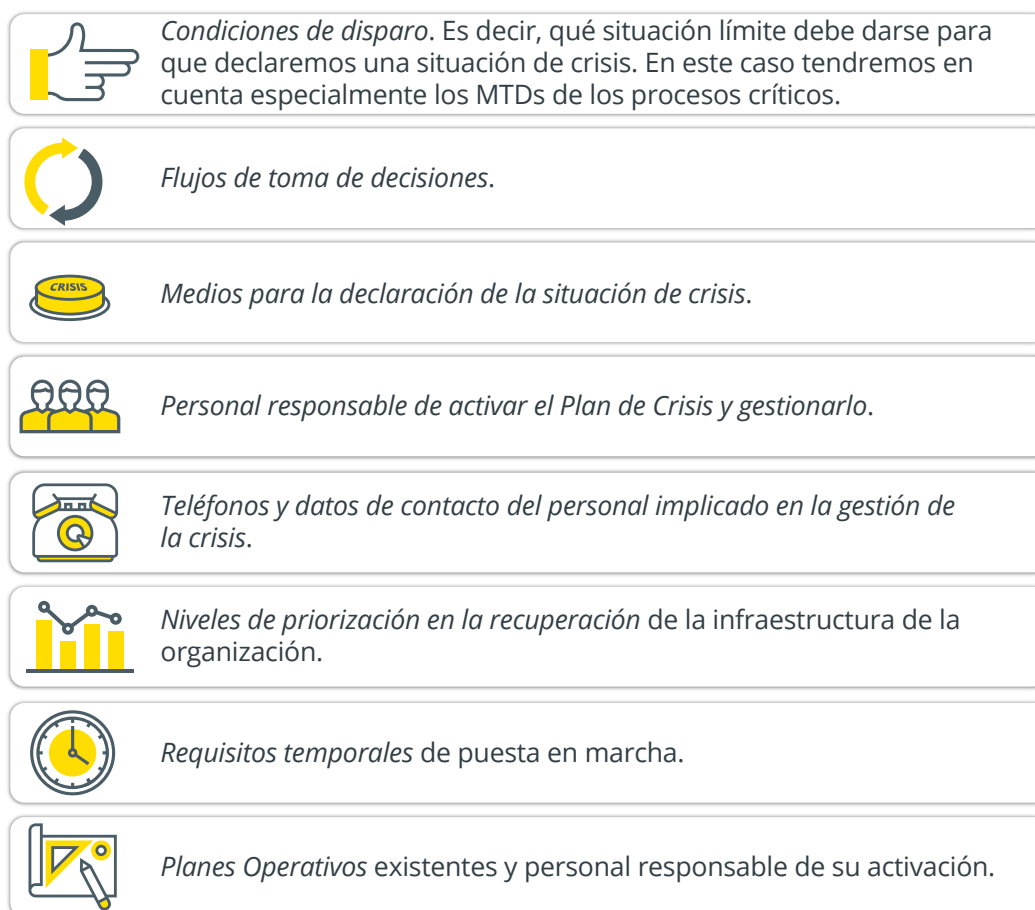 Condiciones de disparo. Es decir, qué situación límite debe darse para
que declaremos una situación de crisis. En este caso tendremos en
cuenta especialmente los MTDs de los procesos críticos.
Flujos de toma de decisiones.
CRISIS
Medios para la declaración de la situación de crisis.
Personal responsable de activar el Plan de Crisis y gestionarlo.
Teléfonos y datos de contacto del personal implicado en la gestión de
la crisis.
Niveles de priorización en la recuperación de la infraestructura de la
organización.
Requisitos temporales de puesta en marcha.
Planes Operativos existentes y personal responsable de su activación.